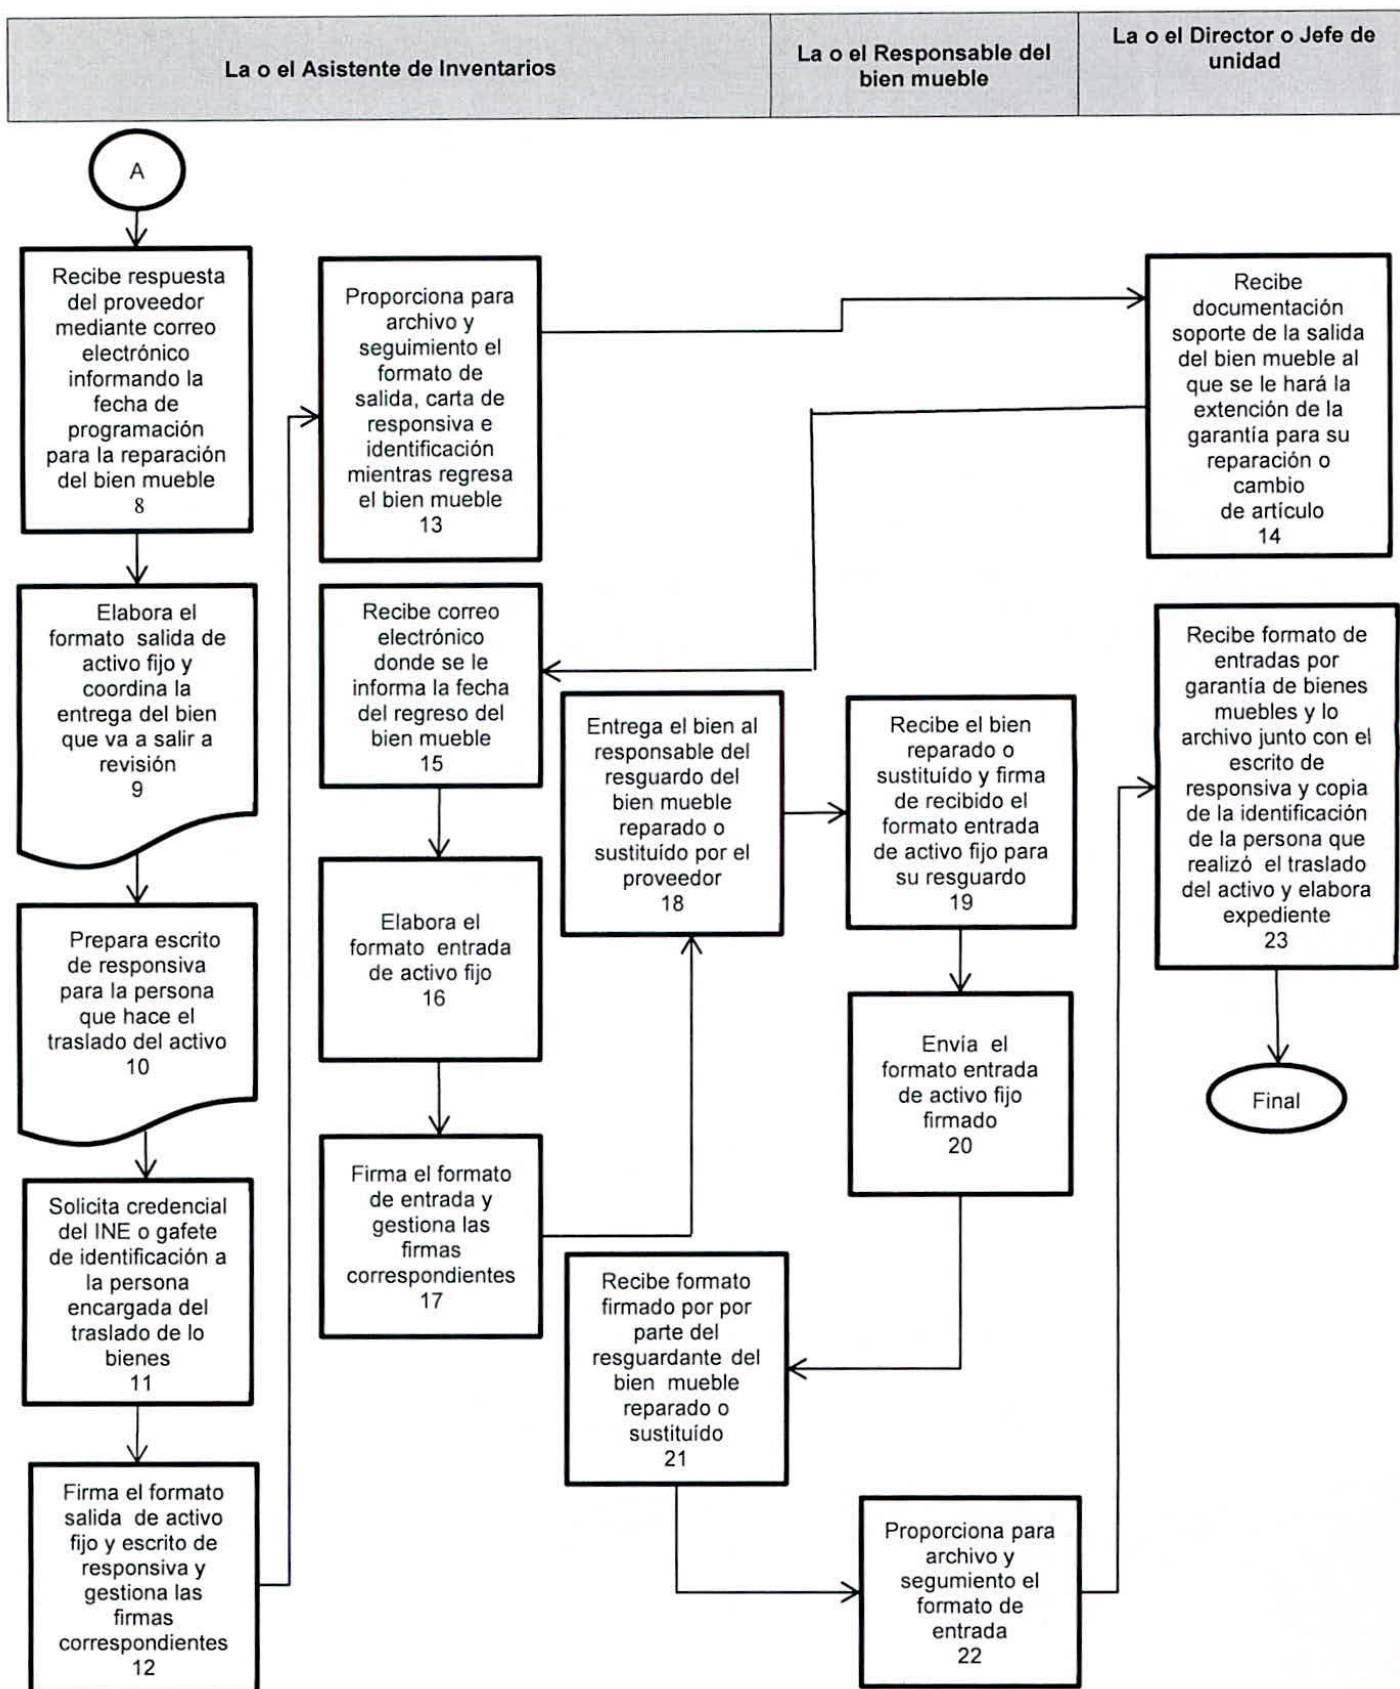 La o el Asistente de Inventarios
La o el Responsable del
bien mueble
La o el Director o Jefe de
unidad
A
Recibe respuesta
del proveedor
mediante correo
electrónico
informando la
fecha de
programación
para la reparación
del bien mueble
8
Elabora el
formato salida de
activo fijo y
coordina la
entrega del bien
que va a salir a
revisión
9
Prepara escrito
de responsiva
para la persona
que hace el
traslado del activo
10
Solicita credencial
del INE o gafete
de identificación a
la persona
encargada del
traslado de lo
bienes
11
Firma el formato
salida de activo
fijo y escrito de
responsiva y
gestiona las
firmas
correspondientes
12
Proporciona para
archivo y
seguimiento el
formato de
salida, carta de
responsiva e
identificación
mientras regresa
el bien mueble
13
Recibe
documentación
soporte de la salida
del bien mueble al
que se le hará la
extención de la
garantía para su
reparación o
cambio
de artículo
14
Recibe correo
electrónico
donde se le
informa la fecha
del regreso del
bien mueble
15
Elabora el
formato entrada
de activo fijo
16
Firma el formato
de entrada y
gestiona las
firmas
correspondientes
17
Entrega el bien al
responsable del
resguardo del
bien mueble
reparado o
sustituído por el
proveedor
18
Recibe el bien
reparado o
sustituído y firma
de recibido el
formato entrada
de activo fijo para
su resguardo
19
Envía el
formato entrada
de activo fijo
firmado
20
Recibe formato
firmado por por
parte del
resguardante del
bien mueble
reparado o
sustituído
21
Proporciona para
archivo y
segumiento el
formato de
entrada
22
Recibe formato de
entradas por
garantía de bienes
muebles y lo
archivo junto con el
escrito de
responsiva y copia
de la identificación
de la persona que
realizó el traslado
del activo y elabora
expediente
23
Final